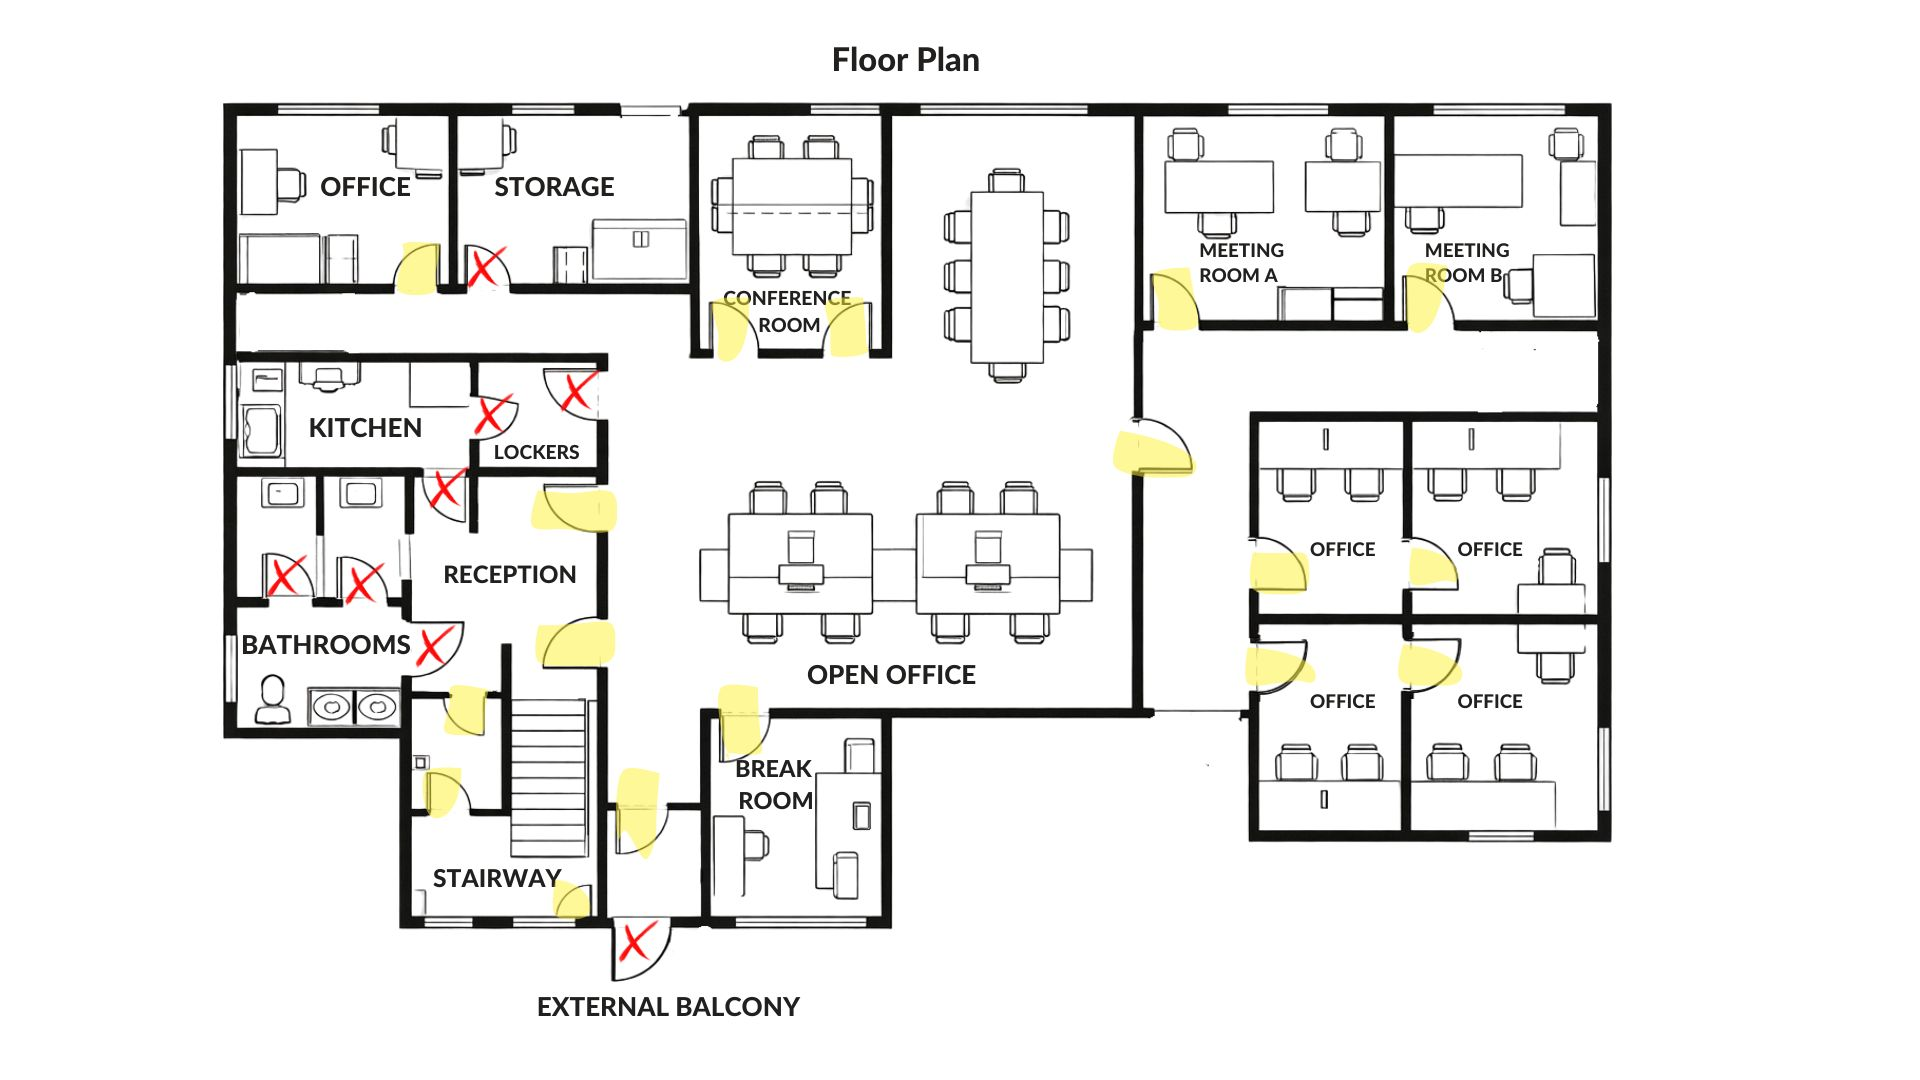 Floor Plan
OFFICE
STORAGE
CONFERENCE
ROOM
MEETING
ROOM A
MEETING
ROOM B
KITCHEN
LOCKERS
RECEPTION
BATHROOMS
OPEN OFFICE
OFFICE
OFFICE
OFFICE
OFFICE
BREAK
ROOM
STAIRWAY
EXTERNAL BALCONY